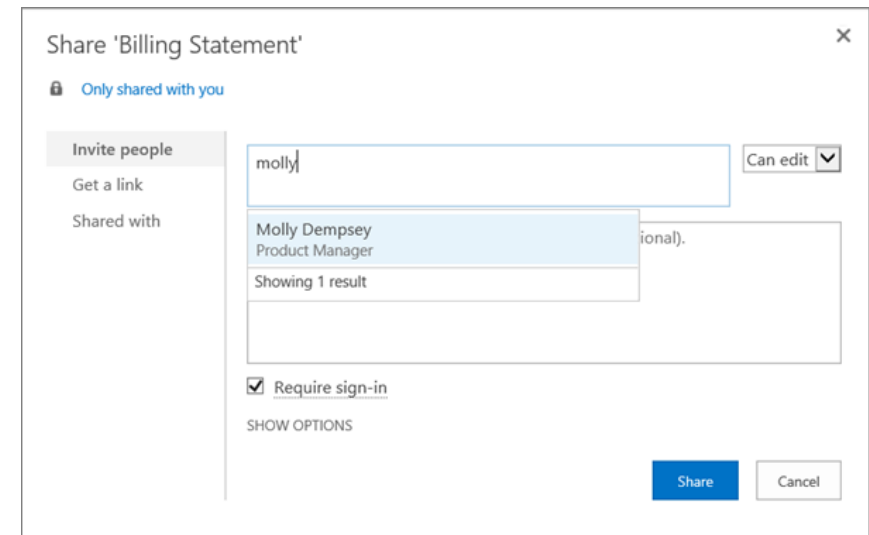 Share 'Billing Statement'
Only shared with you
Invite people
Get a link
Shared with
molly
Can edit
Molly Dempsey
Product Manager
Showing 1 result
ional).
Require sign-in
SHOW OPTIONS
Share
Cancel